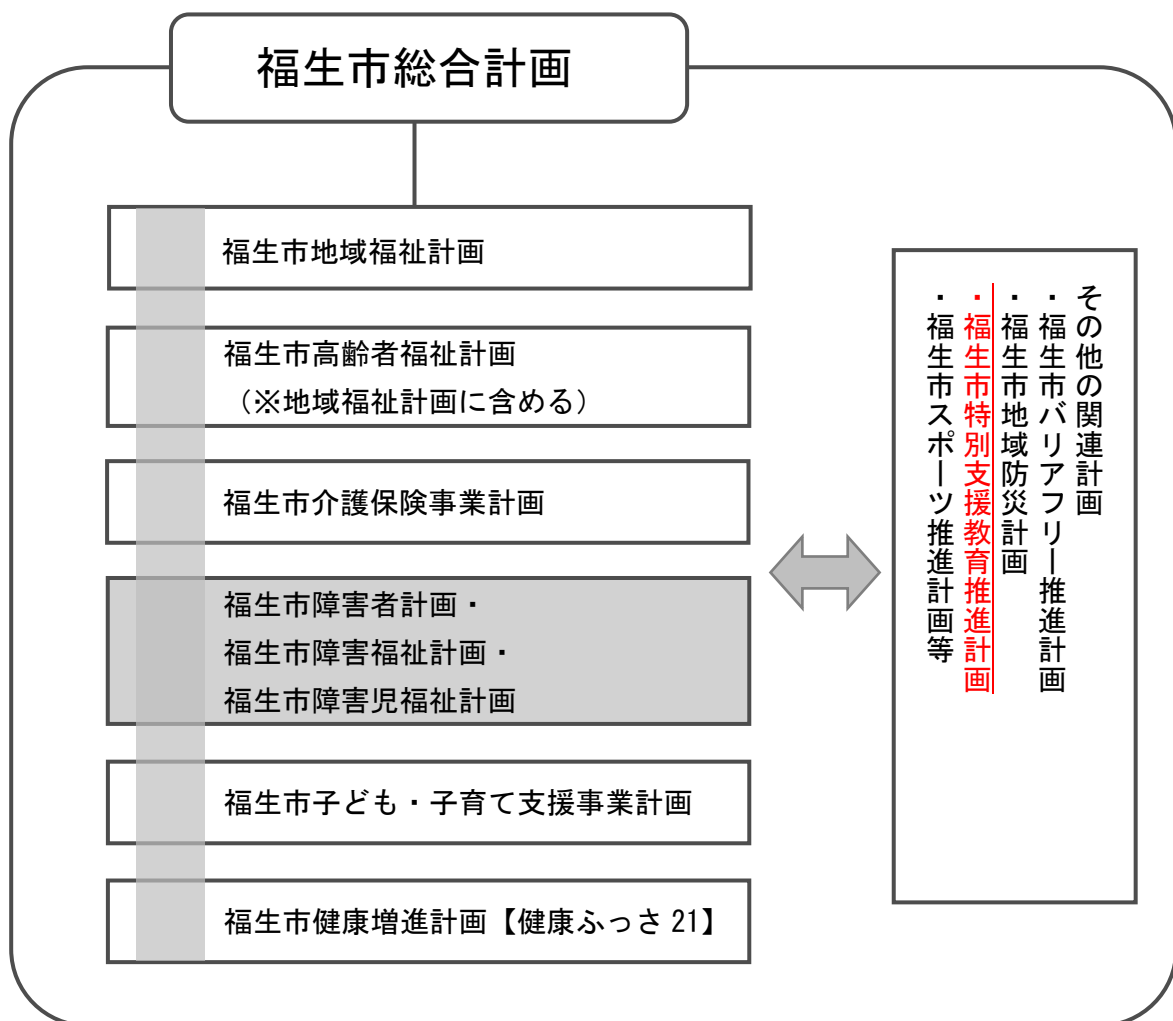 福生市総合計画
福生市地域福祉計画
福生市高齢者福祉計画
（※地域福祉計画に含める）
福生市介護保険事業計画
福生市障害者計画・
福生市障害福祉計画・
福生市障害児福祉計画
福生市子ども・子育て支援事業計画
福生市健康増進計画【健康ふっさ 21】
その他の関連計画
・福生市バリアフリー推進計画
・福生市地域防災計画
・福生市特別支援教育推進計画
・福生市スポーツ推進計画等